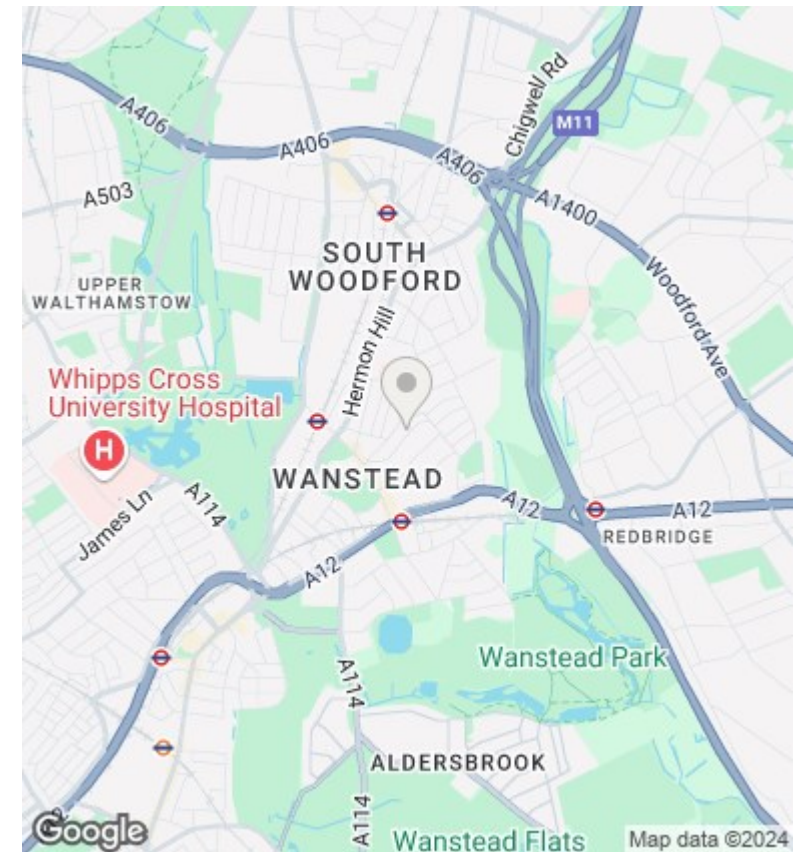 A406
A406
A406
Chigwell Rd
M11
A503
A1400
SOUTH
WOODFORD
UPPER
WALTHAMSTOW
Woodford Ave
Hermon Hill
Whipps Cross
University Hospital
H
WANSTEAD
A114
James Ln
A12
A12
REDBRIDGE
A12
Wanstead Park
A114
ALDERSBROOK
A114
Google
Wanstead Flats
Map data ©2024